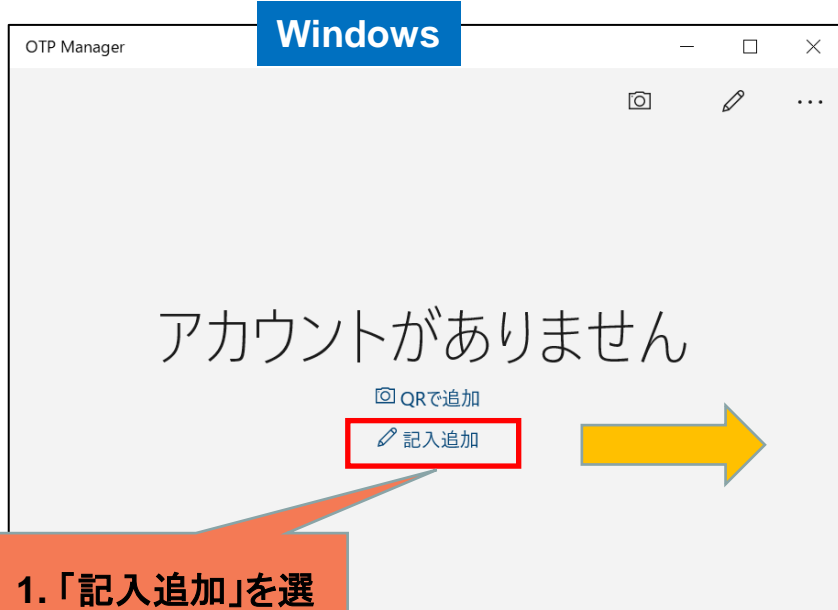 Windows
OTP Manager
アカウントがありません
QRで追加
記入追加
1. 「記入追加」を選